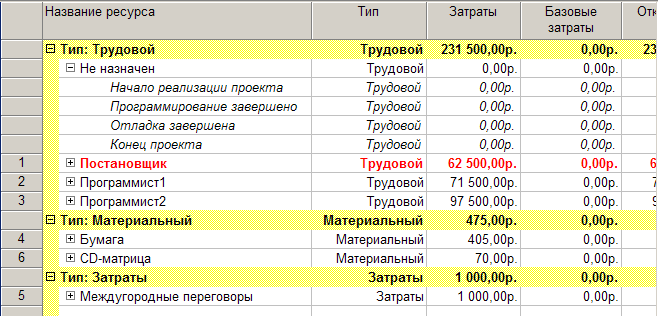 Название ресурса Тип Затраты Базовые затраты Отк
Тип: Трудовой Трудовой 231 500,00р. 0,00р. 23
Не назначен Трудовой 0,00р. 0,00р.
Начало реализации проекта Трудовой 0,00р. 0,00р.
Программирование завершено Трудовой 0,00р. 0,00р.
Отладка завершена Трудовой 0,00р. 0,00р.
Конец проекта Трудовой 0,00р. 0,00р.
1 Постановщик Трудовой 62 500,00р. 0,00р. 6
2 Программист1 Трудовой 71 500,00р. 0,00р. 7
3 Программист2 Трудовой 97 500,00р. 0,00р. 9
Тип: Материальный Материальный 475,00р. 0,00р.
4 Бумага Материальный 405,00р. 0,00р.
6 CD-матрица Материальный 70,00р. 0,00р.
Тип: Затраты Затраты 1 000,00р. 0,00р.
5 Междугородные переговоры Затраты 1 000,00р. 0,00р.